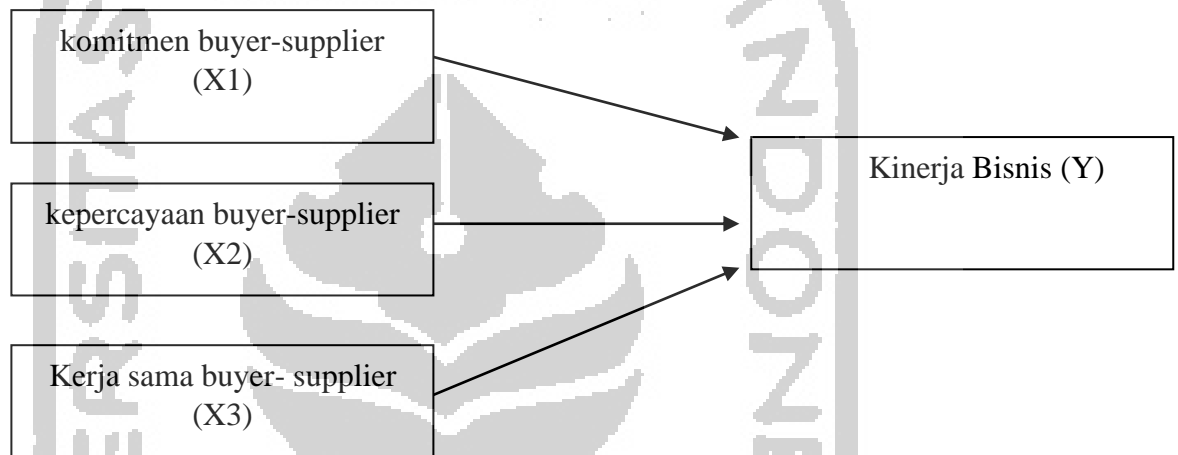 komitmen buyer-supplier
(X1)
kepercayaan buyer-supplier
(X2)
Kerja sama buyer- supplier
(X3)
Kinerja Bisnis (Y)